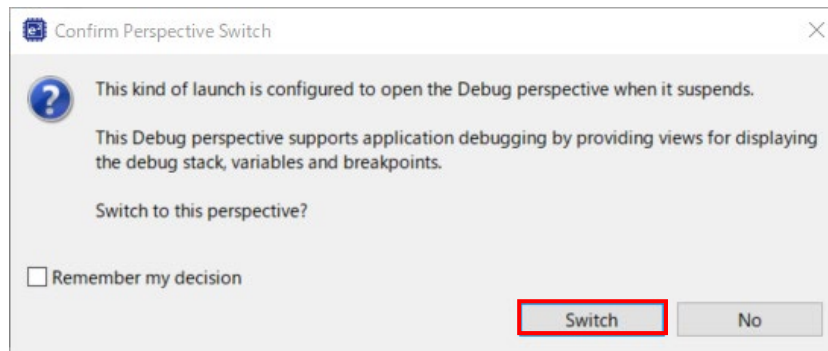 Confirm Perspective Switch
This kind of launch is configured to open the Debug perspective when it suspends.
This Debug perspective supports application debugging by providing views for displaying
the debug stack, variables and breakpoints.
Switch to this perspective?
Remember my decision
Switch
No